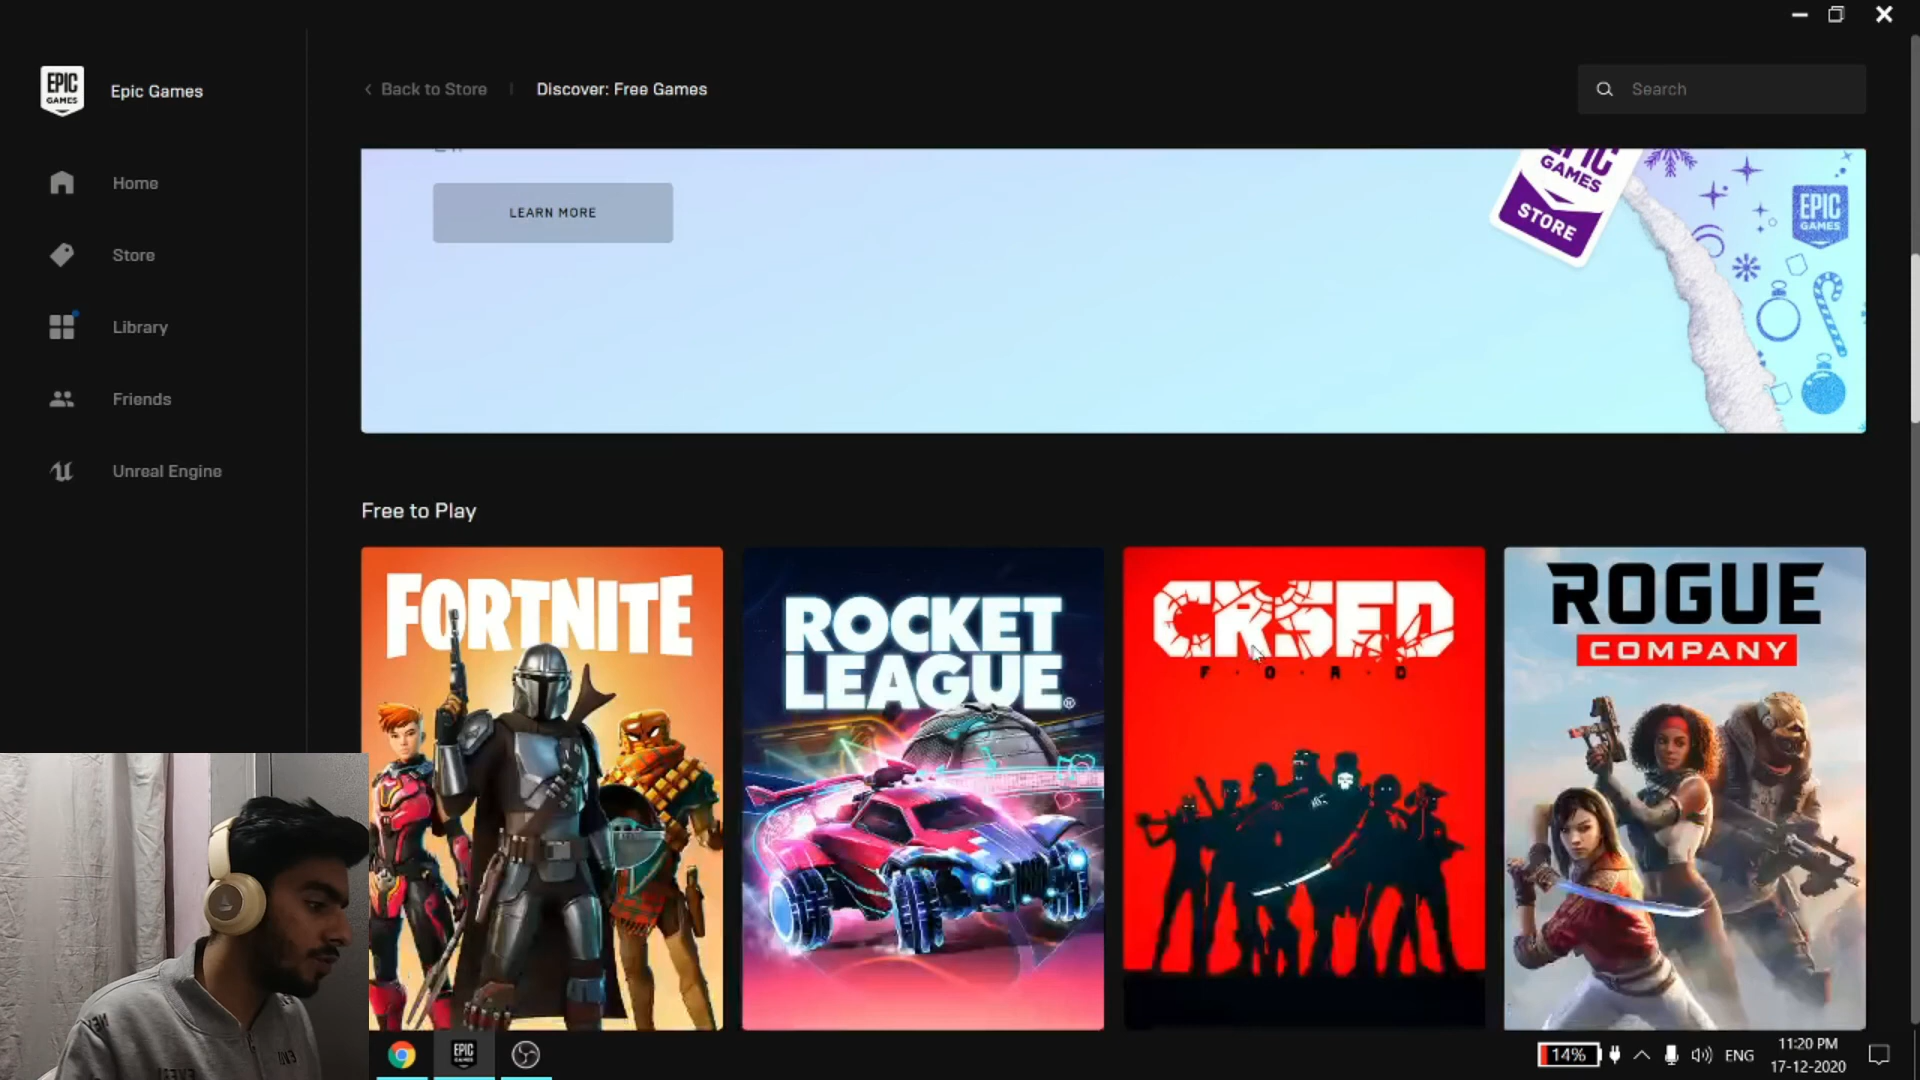 EPIC
GAMES
Epic Games
Back to Store
Discover: Free Games
Search
Home
Store
Library
Friends
Unreal Engine
LEARN MORE
GAMES
STORE
EPIC
GAMES
Free to Play
FORTNITE
ROCKET
LEAGUE®
CRSED
F · O · A · D
ROGUE
COMPANY
EPIC
GAMES
14%
ENG
11:20 PM
17-12-2020